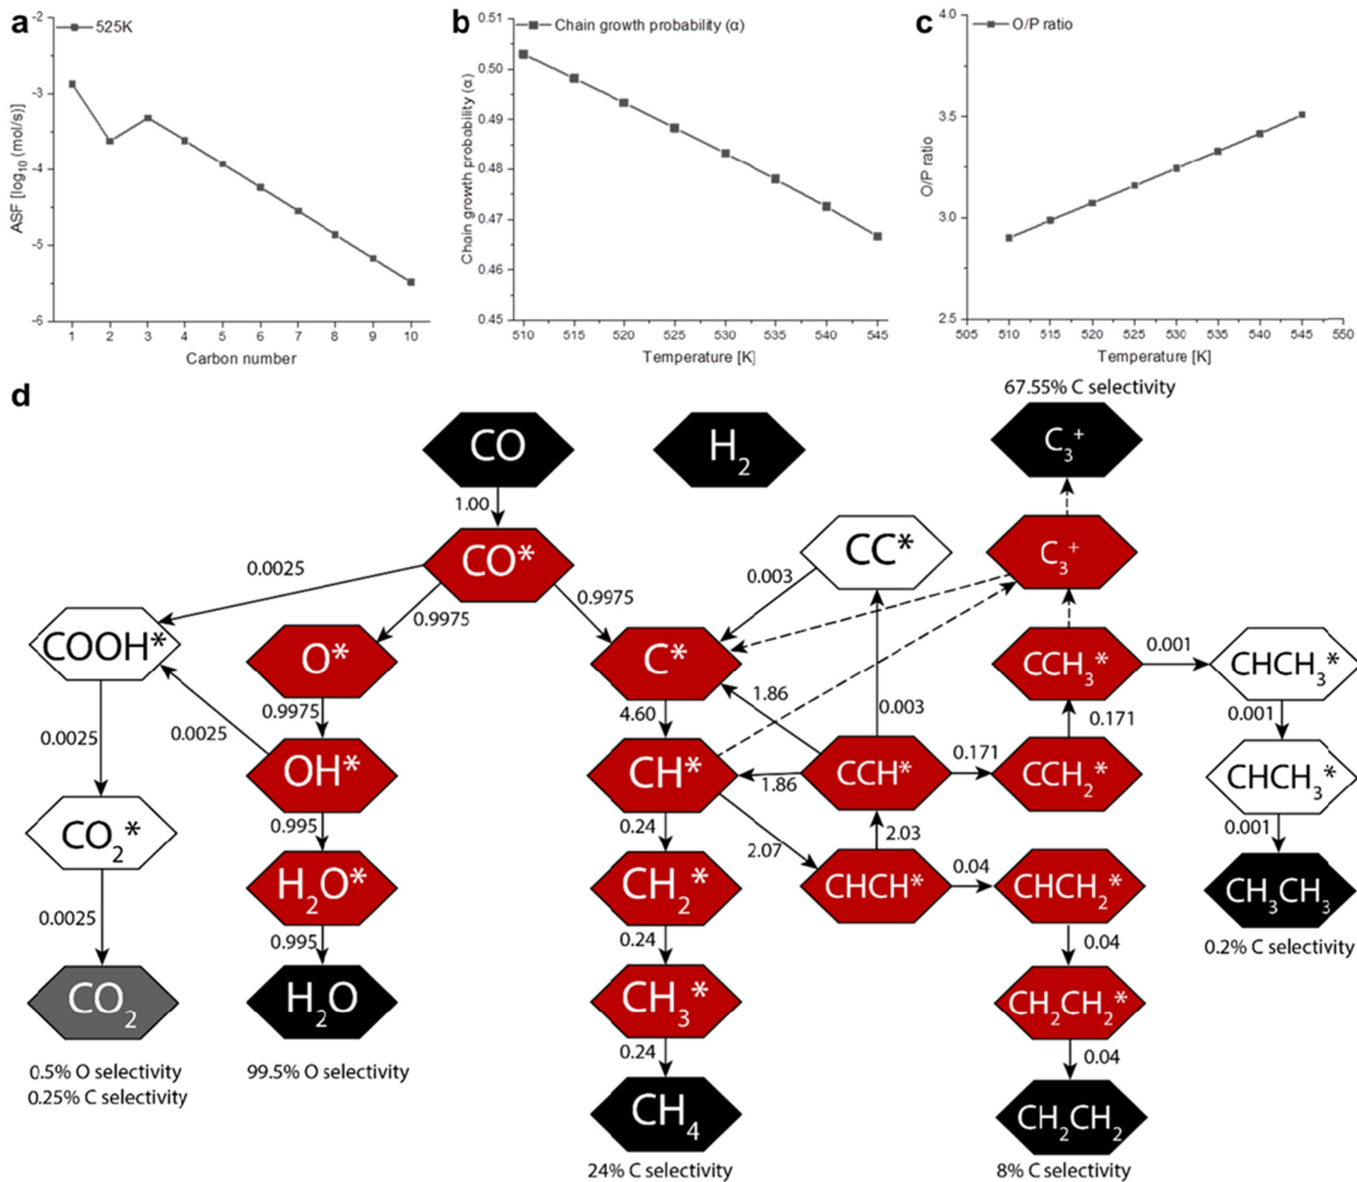 a
525K
-2
-3
-4
-5
-6
ASF [log10 (mol/s)]
1 2 3 4 5 6 7 8 9 10
Carbon number
b
Chain growth probability (α)
0.51
0.50
0.49
0.48
0.47
0.46
0.45
Chain growth probability (α)
510 515 520 525 530 535 540 545
Temperature [K]
c
O/P ratio
4.0
3.5
3.0
2.5
O/P ratio
505 510 515 520 525 530 535 540 545 550
Temperature [K]
d
67.55% C selectivity
CO
H2
C3+
1.00
CO*
CC*
C3+
0.0025
0.9975
0.9975
0.003
COOH*
O*
C*
CCH3*
0.001
CHCH3*
0.9975
4.60
1.86
0.003
0.171
0.001
0.0025
0.0025
OH*
CH*
1.86
CCH*
0.171
CCH2*
CHCH3*
CO2*
0.995
0.24
2.07
2.03
0.001
H2O*
CH2*
CHCH*
0.04
CHCH2*
CH3CH3
0.2% C selectivity
0.0025
0.995
0.24
0.04
CO2
H2O
CH3*
CH2CH2*
0.5% O selectivity
0.25% C selectivity
99.5% O selectivity
0.24
0.04
CH4
CH2CH2
24% C selectivity
8% C selectivity